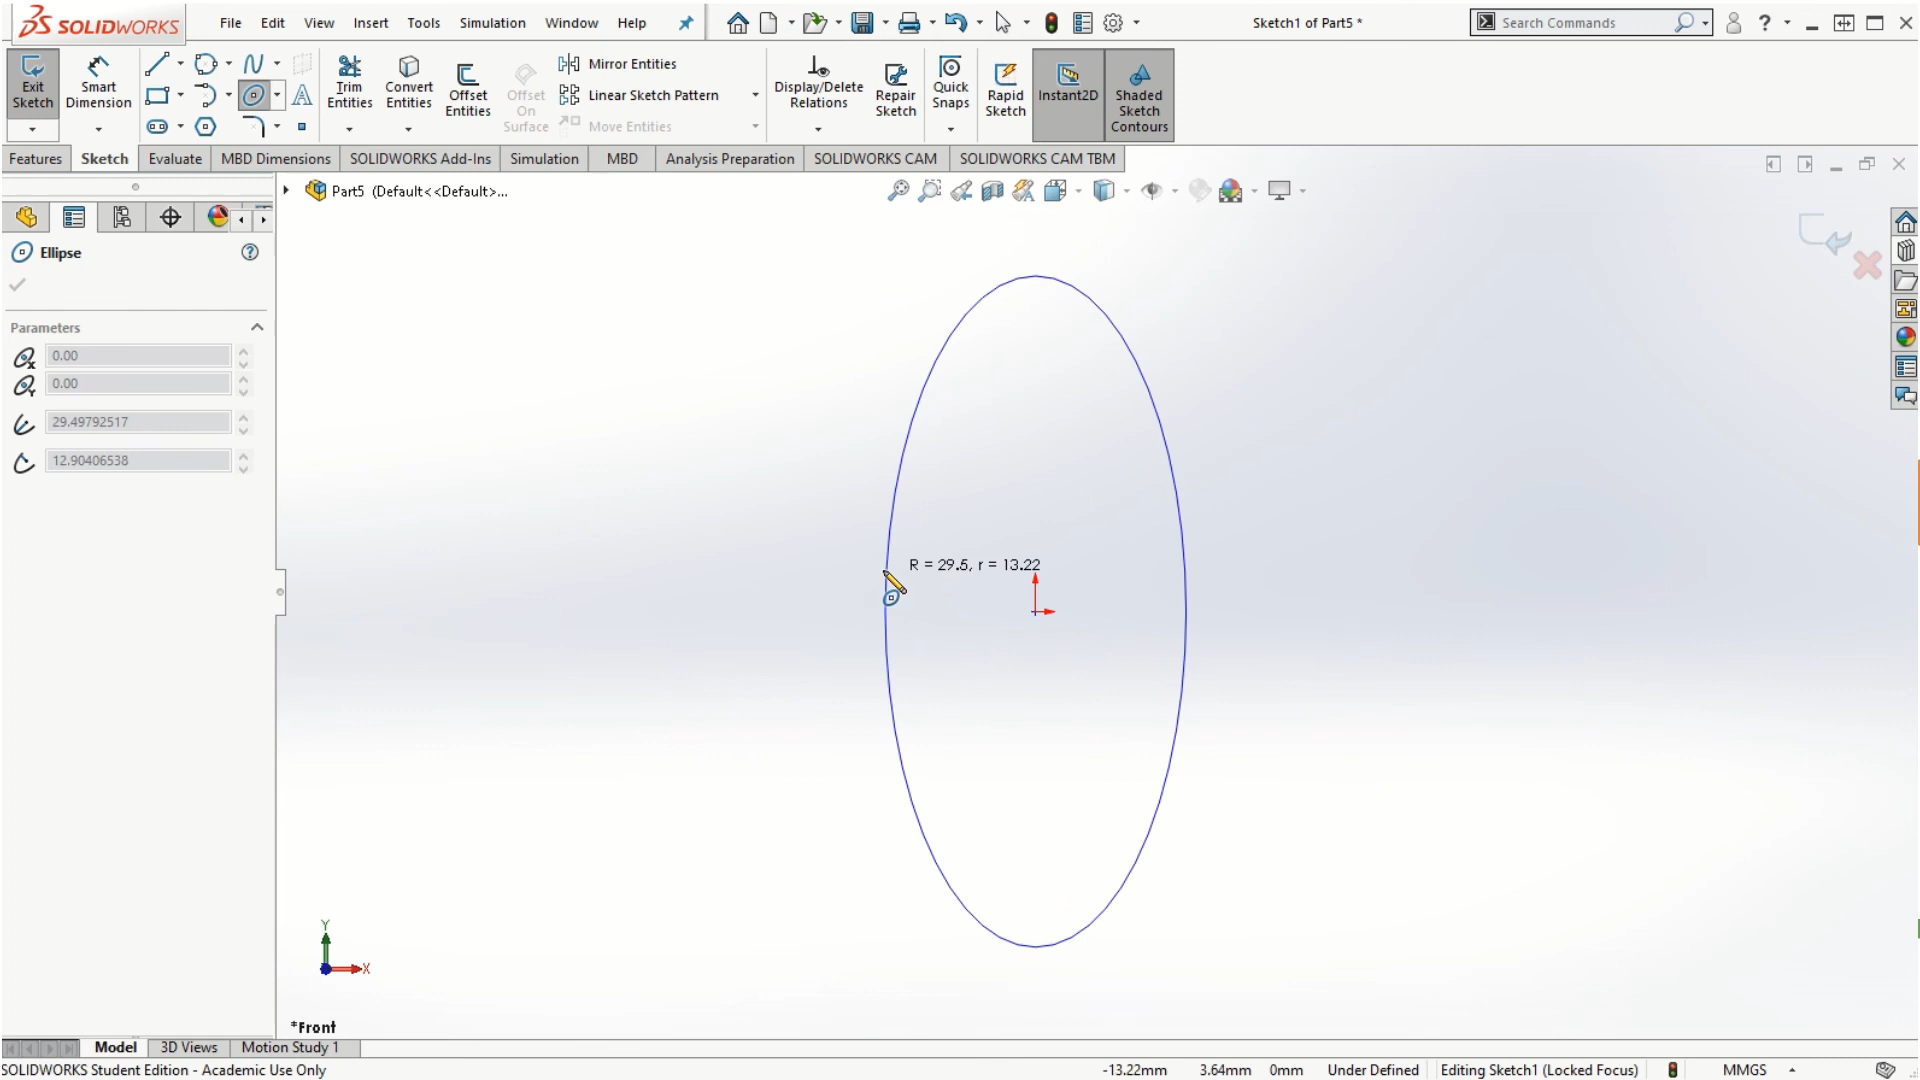 SOLIDWORKS File Edit View Insert Tools Simulation Window Help Sketch1 of Part5 * Search Commands ?
Exit Sketch
Smart Dimension
Trim Entities
Convert Entities
Offset Entities
Offset On Surface
Mirror Entities
Linear Sketch Pattern
Move Entities
Display/Delete Relations
Repair Sketch
Quick Snaps
Rapid Sketch
Instant2D
Shaded Sketch Contours
Features Sketch Evaluate MBD Dimensions SOLIDWORKS Add-Ins Simulation MBD Analysis Preparation SOLIDWORKS CAM SOLIDWORKS CAM TBM
Part5 (Default<<Default>...
Ellipse
Parameters
0.00
0.00
29.49792517
12.90406538
R = 29.5, r = 13.22
Y
X
*Front
Model 3D Views Motion Study 1
SOLIDWORKS Student Edition - Academic Use Only -13.22mm 3.64mm 0mm Under Defined Editing Sketch1 (Locked Focus) MMGS